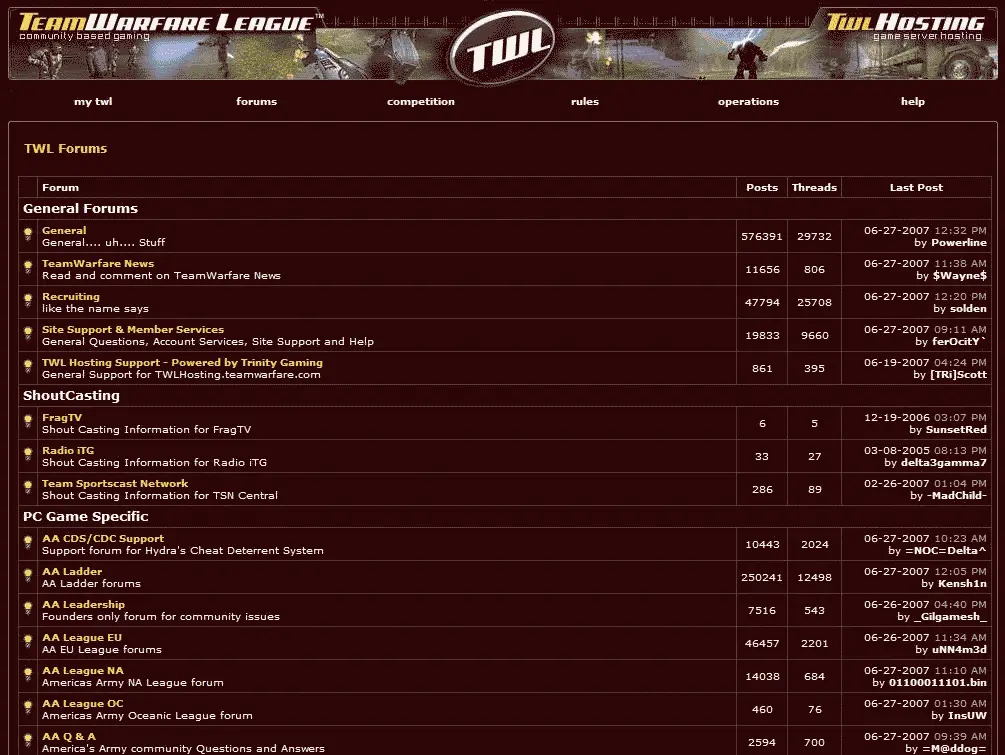 TEAMWARFARE LEAGUE™
community based gaming
TWL
TWLHOSTING
game server hosting
my twl forums competition rules operations help
TWL Forums
Forum Posts Threads Last Post
General Forums
General 06-27-2007 12:32 PM
General.... uh.... Stuff 576391 29732 by Powerline
TeamWarfare News 06-27-2007 11:38 AM
Read and comment on TeamWarfare News 11656 806 by $Wayne$
Recruiting 06-27-2007 12:20 PM
like the name says 47794 25708 by solden
Site Support & Member Services 06-27-2007 09:11 AM
General Questions, Account Services, Site Support and Help 19833 9660 by ferOcitY`
TWL Hosting Support - Powered by Trinity Gaming 06-19-2007 04:24 PM
General Support for TWLHosting.teamwarfare.com 861 395 by [TRi]Scott
ShoutCasting
FragTV 12-19-2006 03:07 PM
Shout Casting Information for FragTV 6 5 by SunsetRed
Radio iTG 03-08-2005 08:13 PM
Shout Casting Information for Radio iTG 33 27 by delta3gamma7
Team Sportscast Network 02-26-2007 01:04 PM
Shout Casting Information for TSN Central 286 89 by -MadChild-
PC Game Specific
AA CDS/CDC Support 06-27-2007 10:23 AM
Support forum for Hydra's Cheat Deterrent System 10443 2024 by =NOC=Delta^
AA Ladder 06-27-2007 12:05 PM
AA Ladder forums 250241 12498 by Kensh1n
AA Leadership 06-26-2007 04:40 PM
Founders only forum for community issues 7516 543 by _Gilgamesh_
AA League EU 06-26-2007 11:34 AM
AA EU League forums 46457 2201 by uNN4m3d
AA League NA 06-27-2007 11:10 AM
Americas Army NA League forum 14038 684 by 01100011101.bin
AA League OC 06-27-2007 01:30 AM
Americas Army Oceanic League forum 460 76 by InsUW
AA Q & A 06-27-2007 09:39 AM
America's Army community Questions and Answers 2594 700 by =M@ddog=